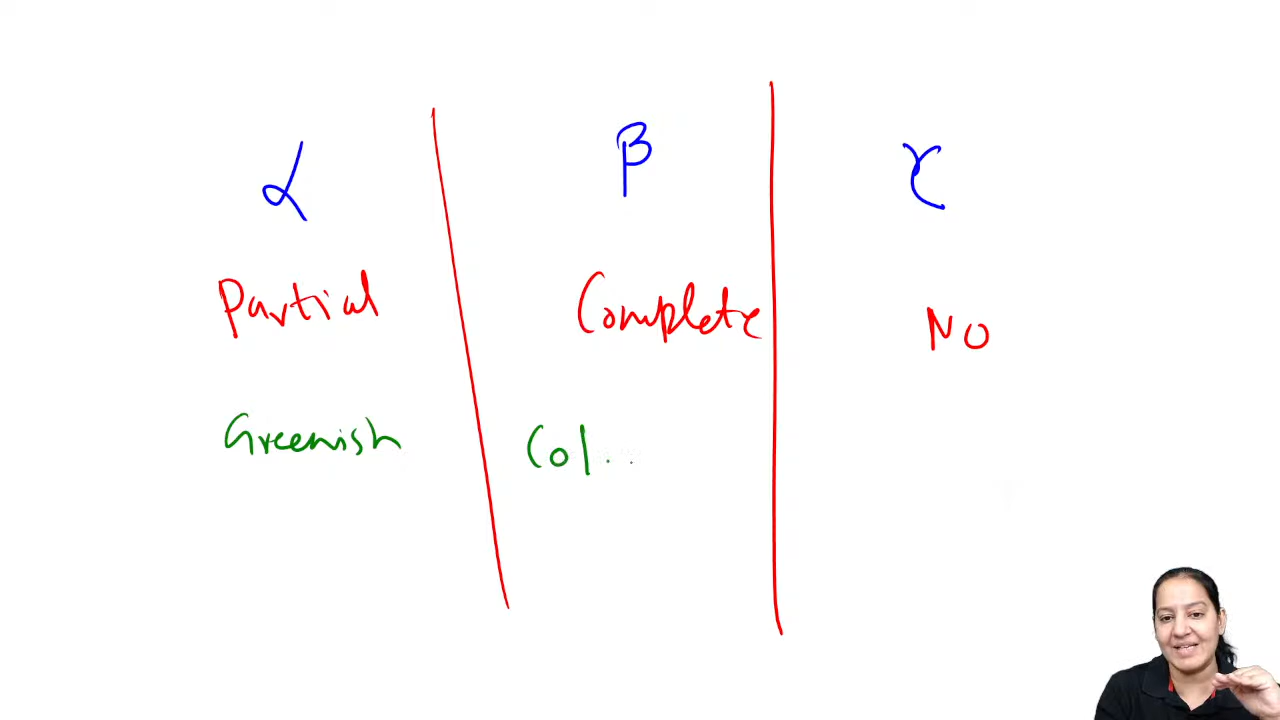 α β γ
Partial Complete No
Greenish Col..